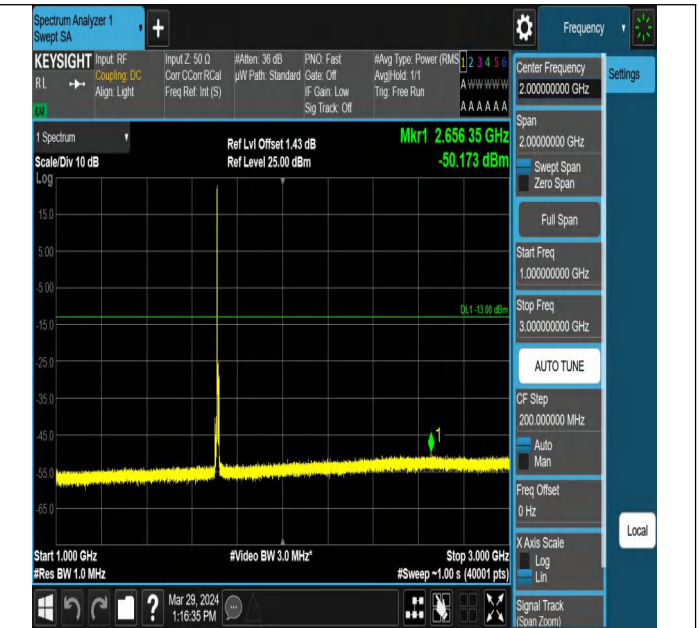 Spectrum Analyzer 1
Swept SA
+
Frequency
KEYSIGHT
RL
Input: RF
Coupling: DC
Align: Light
Input Z: 50 Ω
Corr CCorr RCal
Freq Ref: Int (S)
#Atten: 36 dB
µW Path: Standard
PNO: Fast
Gate: Off
IF Gain: Low
Sig Track: Off
#Avg Type: Power (RMS
Avg|Hold: 1/1
Trig: Free Run
1 2 3 4 5 6
A W W W W W
A A A A A A
1 Spectrum
Scale/Div 10 dB
Log
Ref Lvl Offset 1.43 dB
Ref Level 25.00 dBm
Mkr1 2.656 35 GHz
-50.173 dBm
15.0
5.00
-5.00
-15.0
-25.0
-35.0
-45.0
-55.0
-65.0
DL1 -13.00 dBm
1
Start 1.000 GHz
#Res BW 1.0 MHz
#Video BW 3.0 MHz*
Stop 3.000 GHz
#Sweep ~1.00 s (40001 pts)
Mar 29, 2024
1:16:35 PM
?
Center Frequency
2.000000000 GHz
Settings
Span
2.00000000 GHz
Swept Span
Zero Span
Full Span
Start Freq
1.000000000 GHz
Stop Freq
3.000000000 GHz
AUTO TUNE
CF Step
200.000000 MHz
Auto
Man
Freq Offset
0 Hz
X Axis Scale
Log
Lin
Local
Signal Track
(Span Zoom)